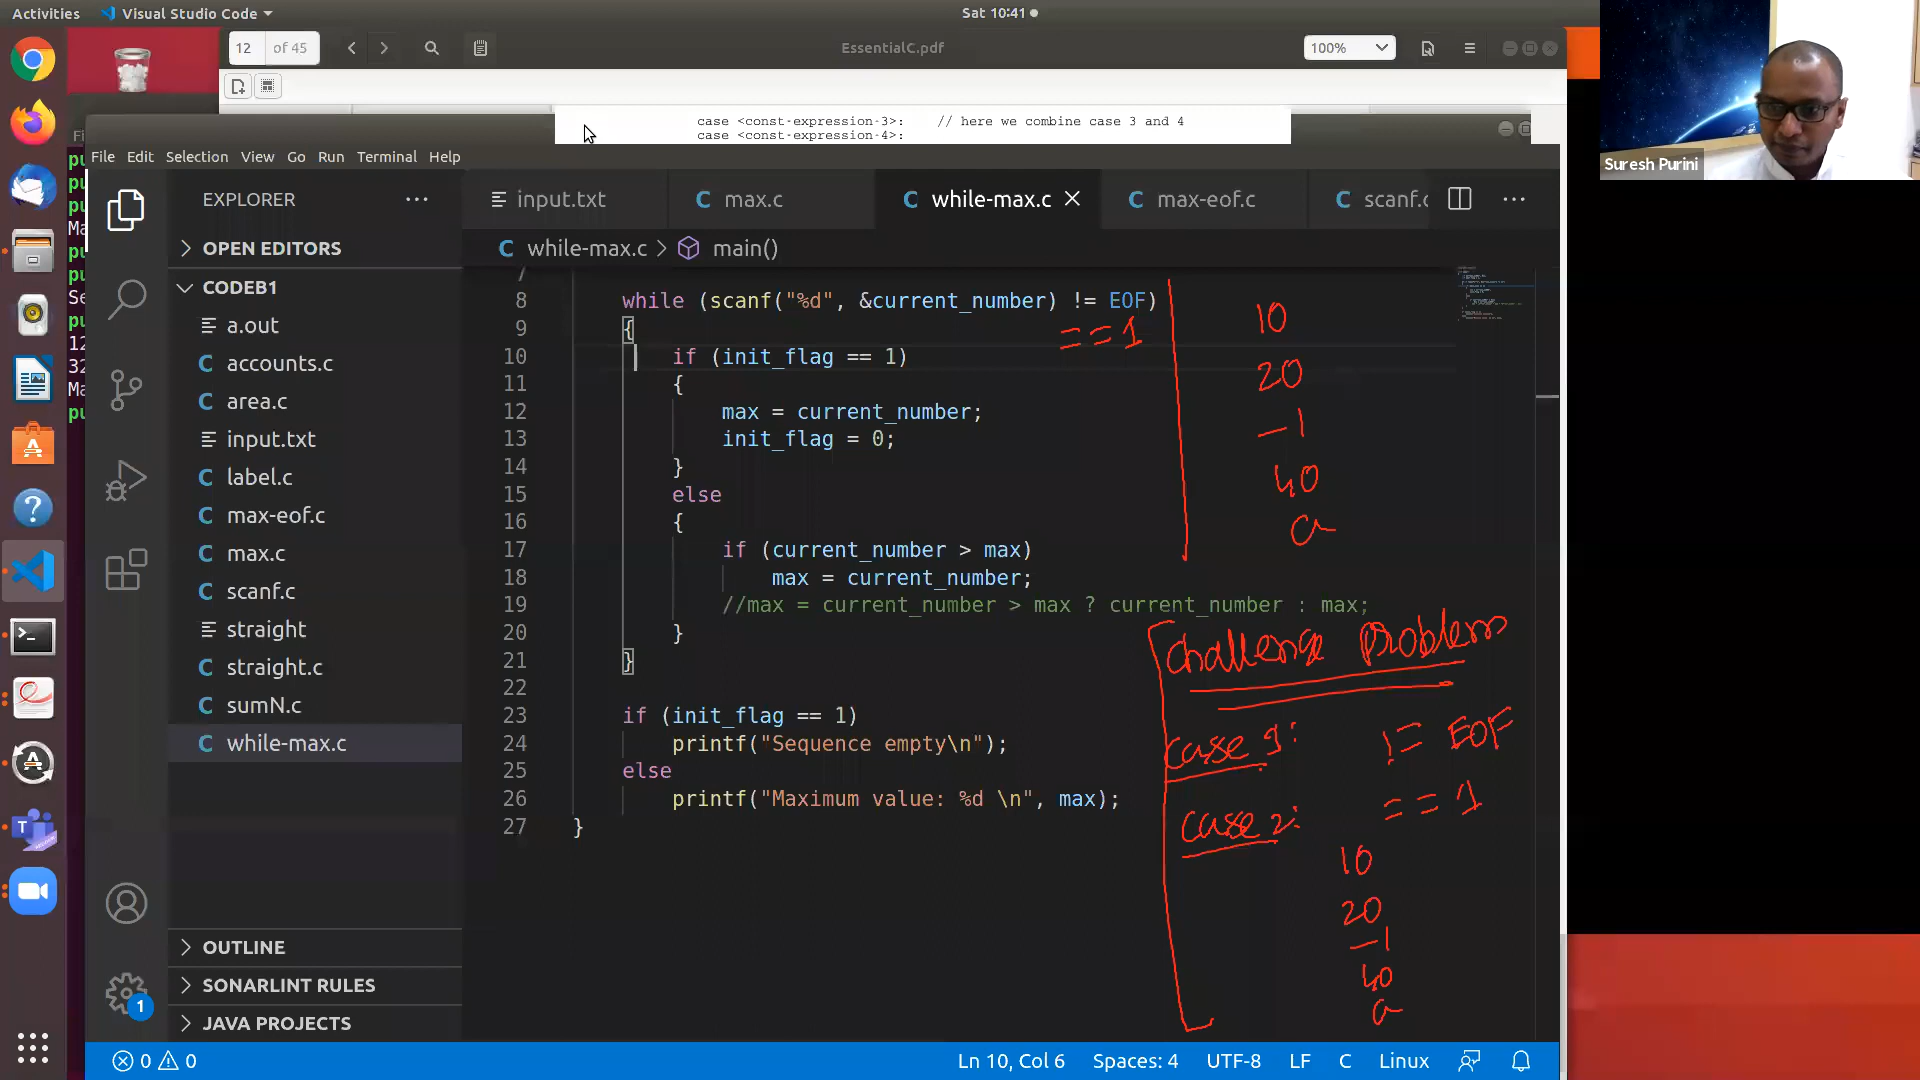 Activities Visual Studio Code Sat 10:41
12 of 45 EssentialC.pdf 100%
case <const-expression-3>: // here we combine case 3 and 4
case <const-expression-4>:
Suresh Purini
File Edit Selection View Go Run Terminal Help
EXPLORER ... input.txt C max.c C while-max.c C max-eof.c C scanf.c ...
OPEN EDITORS
C while-max.c > main()
CODEB1
a.out
C accounts.c
C area.c
input.txt
C label.c
C max-eof.c
C max.c
C scanf.c
straight
C straight.c
C sumN.c
C while-max.c
OUTLINE
SONARLINT RULES
JAVA PROJECTS
7
8 while (scanf("%d", &current_number) != EOF)
9 {
10 if (init_flag == 1)
11 {
12 max = current_number;
13 init_flag = 0;
14 }
15 else
16 {
17 if (current_number > max)
18 max = current_number;
19 //max = current_number > max ? current_number : max;
20 }
21 }
22
23 if (init_flag == 1)
24 printf("Sequence empty\n");
25 else
26 printf("Maximum value: %d \n", max);
27 }
==1
10
20
-1
40
a
Challenge Problem
case 1: != EOF
case 2: ==1
10
20
-1
40
a
1
0 0 Ln 10, Col 6 Spaces: 4 UTF-8 LF C Linux